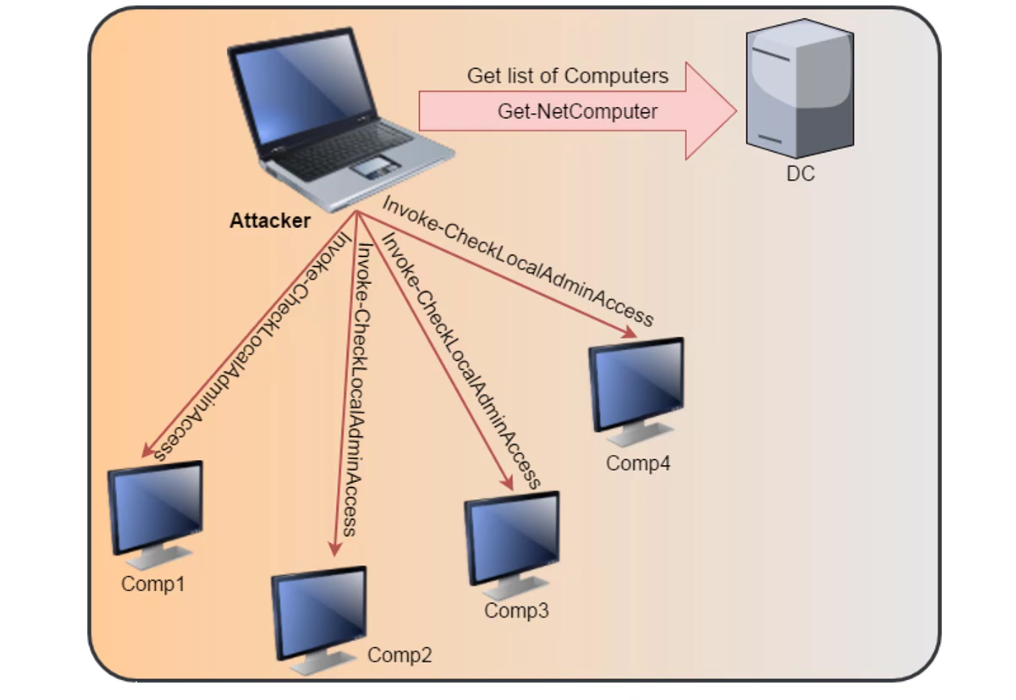 Get list of Computers
Get-NetComputer
DC
Attacker
Invoke-CheckLocalAdminAccess
Invoke-CheckLocalAdminAccess
Invoke-CheckLocalAdminAccess
Invoke-CheckLocalAdminAccess
Comp1
Comp2
Comp3
Comp4